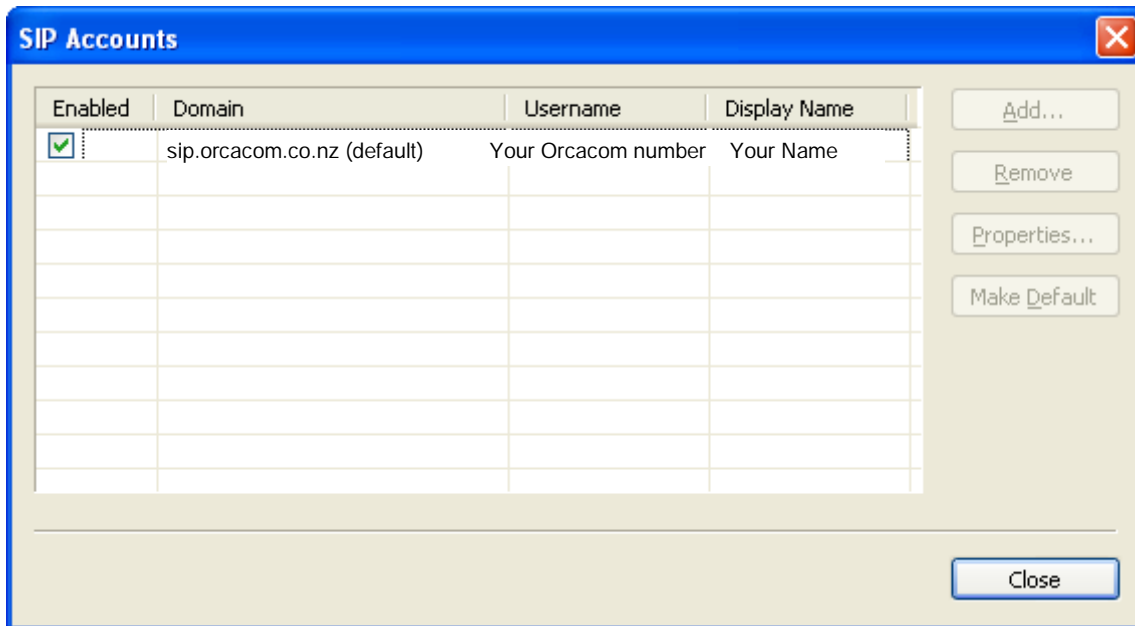 SIP Accounts
Enabled Domain Username Display Name
sip.orcacom.co.nz (default) Your Orcacom number Your Name
Add...
Remove
Properties...
Make Default
Close